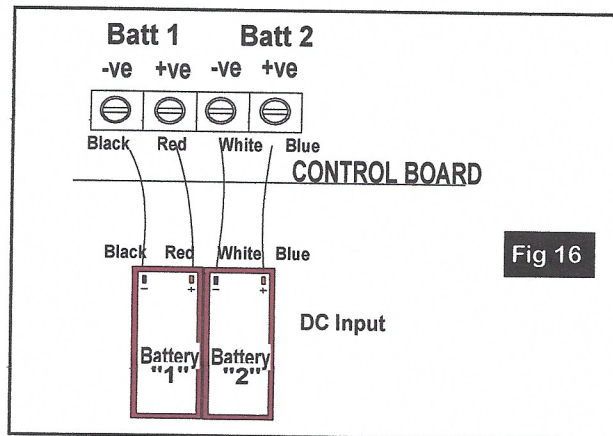 Batt 1 Batt 2
-ve +ve -ve +ve
Black Red White Blue
CONTROL BOARD
Black Red White Blue
Fig 16
- + - +
DC Input
Battery Battery
"1" "2"